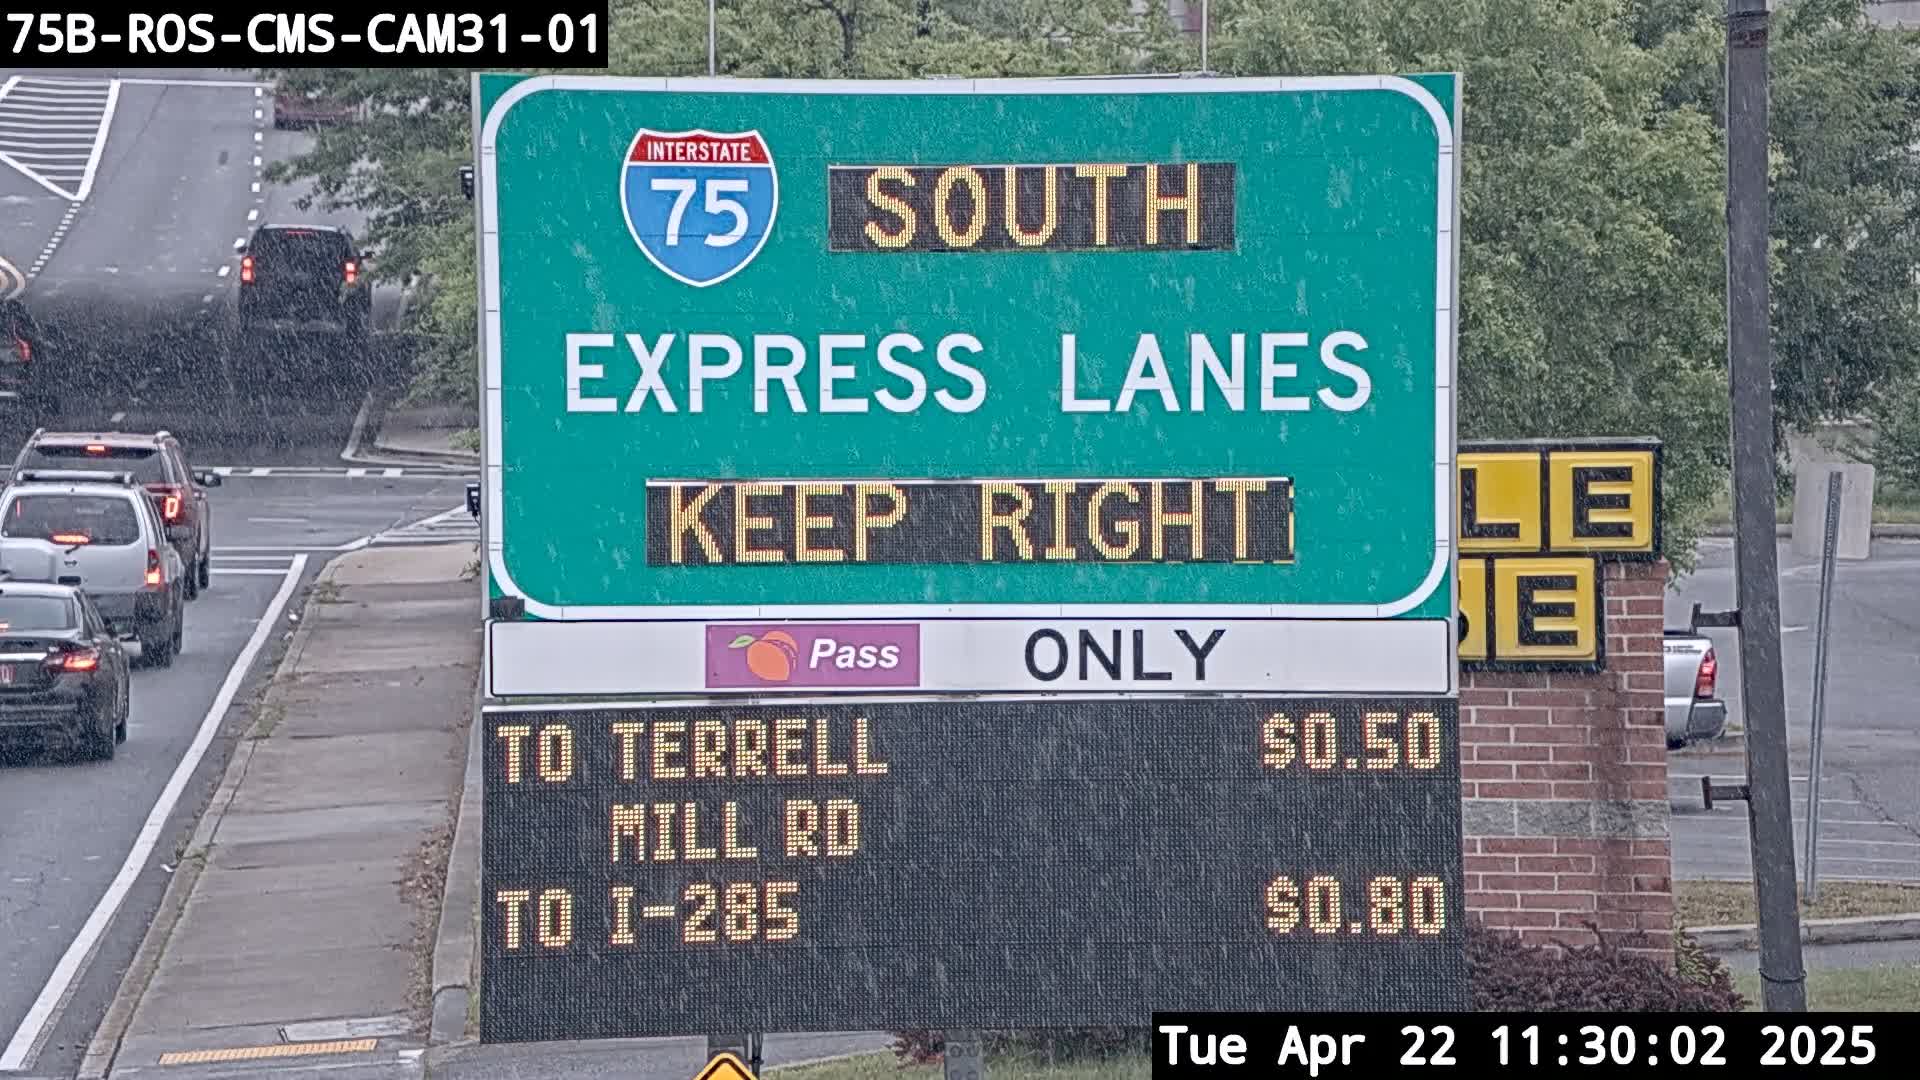 75B-ROS-CMS-CAM31-01
INTERSTATE
75
SOUTH
EXPRESS LANES
KEEP RIGHT
Pass ONLY
TO TERRELL $0.50
MILL RD
TO I-285 $0.80
LE
E
Tue Apr 22 11:30:02 2025